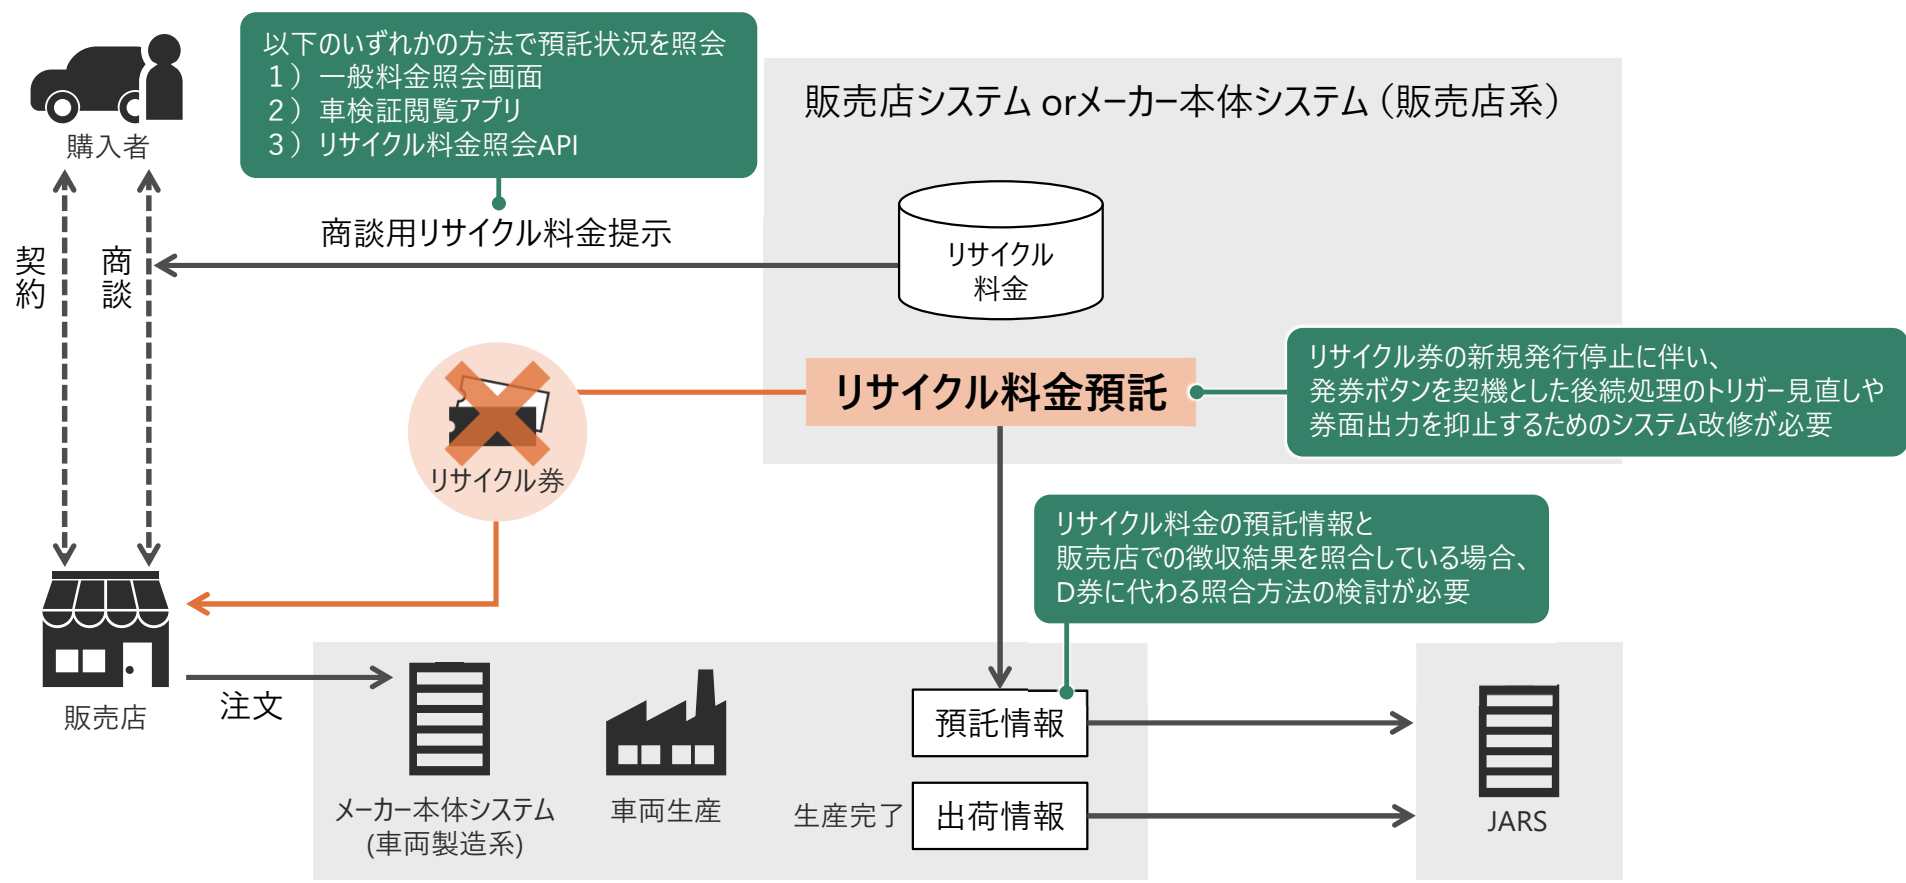 以下のいずれかの方法で預託状況を照会
１）一般料金照会画面
２）車検証閲覧アプリ
３）リサイクル料金照会API
購入者
販売店システム orメーカー本体システム（販売店系）
商談用リサイクル料金提示
契約
商談
リサイクル
料金
リサイクル料金預託
リサイクル券の新規発行停止に伴い、
発券ボタンを契機とした後続処理のトリガー見直しや
券面出力を抑止するためのシステム改修が必要
リサイクル券
リサイクル料金の預託情報と
販売店での徴収結果を照合している場合、
D券に代わる照合方法の検討が必要
販売店
注文
メーカー本体システム
(車両製造系)
車両生産
預託情報
生産完了
出荷情報
JARS